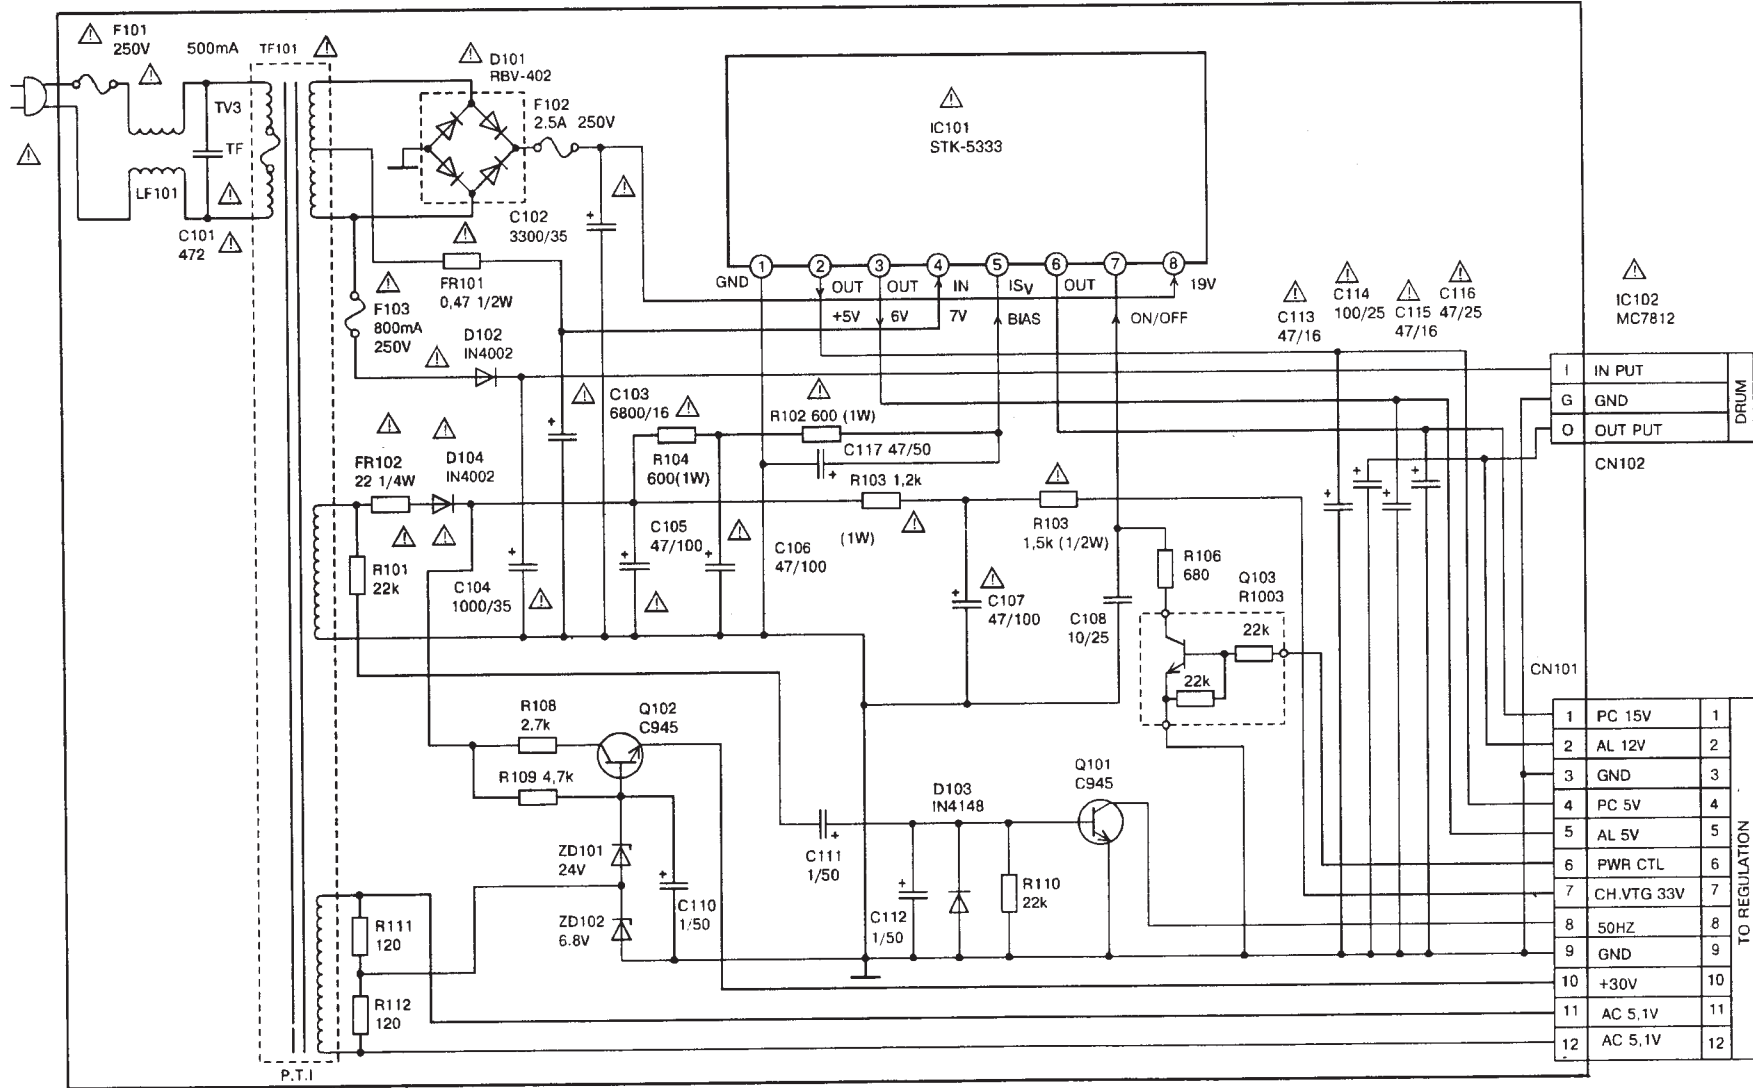 F101
250V
500mA
TF101
TV3
TF
LF101
C101
472
D101
RBV-402
F102
2.5A 250V
C102
3300/35
FR101
0,47 1/2W
F103
800mA
250V
D102
IN4002
IC101
STK-5333
GND
1
2
3
4
5
6
7
8
OUT
OUT
IN
ISV
OUT
19V
+5V
6V
7V
BIAS
ON/OFF
C113
47/16
C114
100/25
C115
47/16
C116
47/25
IC102
MC7812
I IN PUT
G GND
O OUT PUT
DRUM
CN102
C103
6800/16
R102 600 (1W)
R104
600(1W)
C117 47/50
R103 1,2k
(1W)
R103
1,5k (1/2W)
FR102
22 1/4W
D104
IN4002
R101
22k
C104
1000/35
C105
47/100
C106
47/100
C107
47/100
C108
10/25
R106
680
Q103
R1003
22k
22k
CN101
R108
2,7k
Q102
C945
R109 4,7k
ZD101
24V
ZD102
6.8V
C110
1/50
C111
1/50
C112
1/50
D103
IN4148
R110
22k
Q101
C945
R111
120
R112
120
P.T.I
1 PC 15V 1
2 AL 12V 2
3 GND 3
4 PC 5V 4
5 AL 5V 5
6 PWR CTL 6
7 CH.VTG 33V 7
8 50HZ 8
9 GND 9
10 +30V 10
11 AC 5,1V 11
12 AC 5,1V 12
TO REGULATION